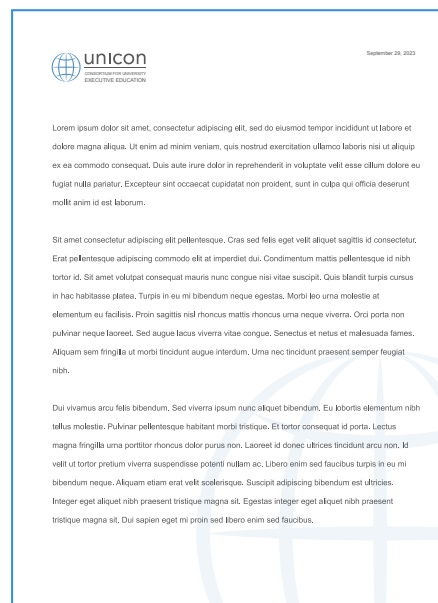 unicon
CONSORTIUM FOR UNIVERSITY
EXECUTIVE EDUCATION
September 29, 2023
Lorem ipsum dolor sit amet, consectetur adipiscing elit, sed do eiusmod tempor incididunt ut labore et
dolore magna aliqua. Ut enim ad minim veniam, quis nostrud exercitation ullamco laboris nisi ut aliquip
ex ea commodo consequat. Duis aute irure dolor in reprehenderit in voluptate velit esse cillum dolore eu
fugiat nulla pariatur. Excepteur sint occaecat cupidatat non proident, sunt in culpa qui officia deserunt
mollit anim id est laborum.
Sit amet consectetur adipiscing elit pellentesque. Cras sed felis eget velit aliquet sagittis id consectetur.
Erat pellentesque adipiscing commodo elit at imperdiet dui. Condimentum mattis pellentesque id nibh
tortor id. Sit amet volutpat consequat mauris nunc congue nisi vitae suscipit. Quis blandit turpis cursus
in hac habitasse platea. Turpis in eu mi bibendum neque egestas. Morbi leo urna molestie at
elementum eu facilisis. Proin sagittis nisl rhoncus mattis rhoncus urna neque viverra. Orci porta non
pulvinar neque laoreet. Sed augue lacus viverra vitae congue. Senectus et netus et malesuada fames.
Aliquam sem fringilla ut morbi tincidunt augue interdum. Urna nec tincidunt praesent semper feugiat
nibh.
Dui vivamus arcu felis bibendum. Sed viverra ipsum nunc aliquet bibendum. Eu lobortis elementum nibh
tellus molestie. Pulvinar pellentesque habitant morbi tristique. Et tortor consequat id porta. Lectus
magna fringilla urna porttitor rhoncus dolor purus non. Laoreet id donec ultrices tincidunt arcu non. Id
velit ut tortor pretium viverra suspendisse potenti nullam ac. Libero enim sed faucibus turpis in eu mi
bibendum neque. Aliquam etiam erat velit scelerisque. Suscipit adipiscing bibendum est ultricies.
Integer eget aliquet nibh praesent tristique magna sit. Egestas integer eget aliquet nibh praesent
tristique magna sit. Dui sapien eget mi proin sed libero enim sed faucibus.